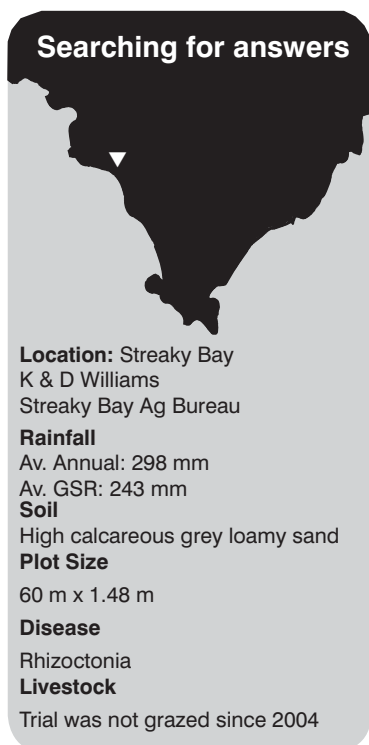 Searching for answers
Location: Streaky Bay
K & D Williams
Streaky Bay Ag Bureau
Rainfall
Av. Annual: 298 mm
Av. GSR: 243 mm
Soil
High calcareous grey loamy sand
Plot Size
60 m x 1.48 m
Disease
Rhizoctonia
Livestock
Trial was not grazed since 2004